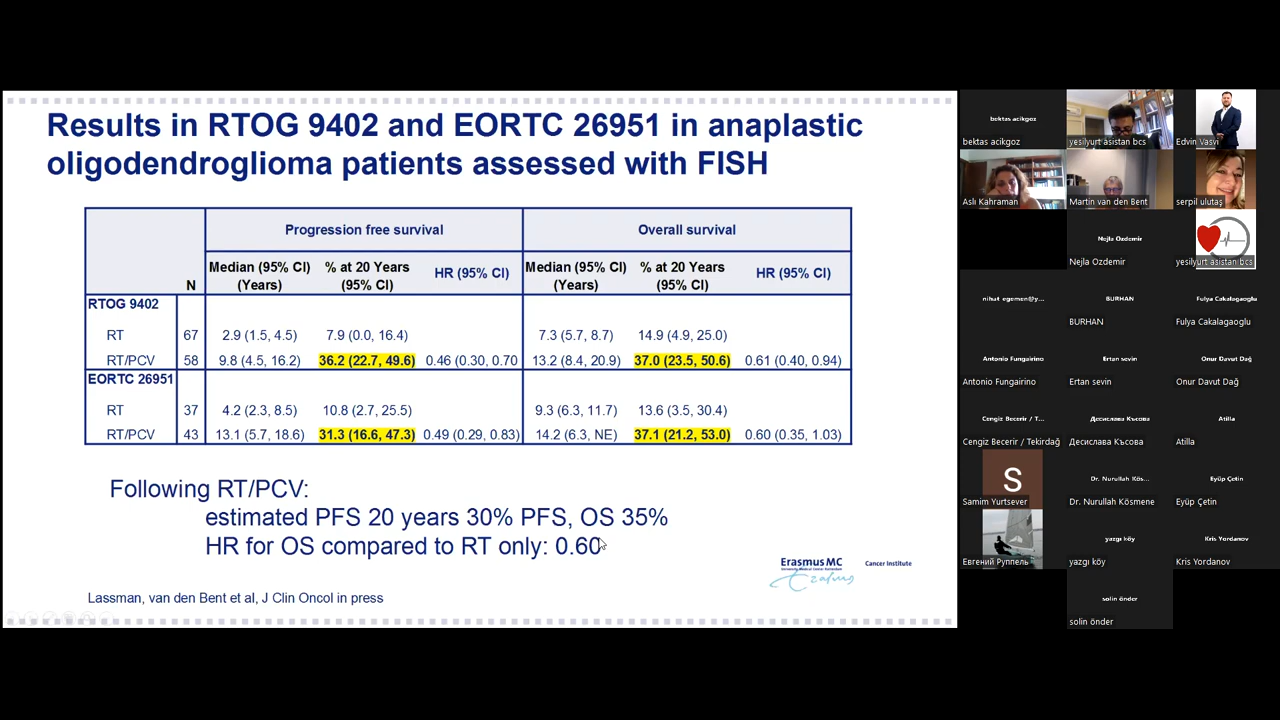 Results in RTOG 9402 and EORTC 26951 in anaplastic
oligodendroglioma patients assessed with FISH
Progression free survival Overall survival
N Median (95% CI) (Years) % at 20 Years (95% CI) HR (95% CI) Median (95% CI) (Years) % at 20 Years (95% CI) HR (95% CI)
RTOG 9402
RT 67 2.9 (1.5, 4.5) 7.9 (0.0, 16.4) 7.3 (5.7, 8.7) 14.9 (4.9, 25.0)
RT/PCV 58 9.8 (4.5, 16.2) 36.2 (22.7, 49.6) 0.46 (0.30, 0.70 13.2 (8.4, 20.9) 37.0 (23.5, 50.6) 0.61 (0.40, 0.94)
EORTC 26951
RT 37 4.2 (2.3, 8.5) 10.8 (2.7, 25.5) 9.3 (6.3, 11.7) 13.6 (3.5, 30.4)
RT/PCV 43 13.1 (5.7, 18.6) 31.3 (16.6, 47.3) 0.49 (0.29, 0.83) 14.2 (6.3, NE) 37.1 (21.2, 53.0) 0.60 (0.35, 1.03)
Following RT/PCV:
estimated PFS 20 years 30% PFS, OS 35%
HR for OS compared to RT only: 0.60
Erasmus MC Cancer Institute
Lassman, van den Bent et al, J Clin Oncol in press
bektas acikgoz
bektas acikgoz yesilyurt asistan bcs Edvin Vasvi
Aslı Kahraman Martin van den Bent serpil ulutaş
Nejla Ozdemir
Nejla Ozdemir yesilyurt asistan bcs
nihat egemen@y... BURHAN Fulya Cakalagaoglu
BURHAN Fulya Cakalagaoglu
Antonio Fungairino Ertan sevin Onur Davut Dağ
Antonio Fungairino Ertan sevin Onur Davut Dağ
Cengiz Becerir / T... Десислава Късова Atilla
Cengiz Becerir / Tekirdağ Десислава Късова Atilla
S Dr. Nurullah Kös... Eyüp Çetin
Samim Yurtsever Dr. Nurullah Kösmene Eyüp Çetin
yazgı köy Kris Yordanov
Евгений Руппель yazgı köy Kris Yordanov
solin önder
solin önder